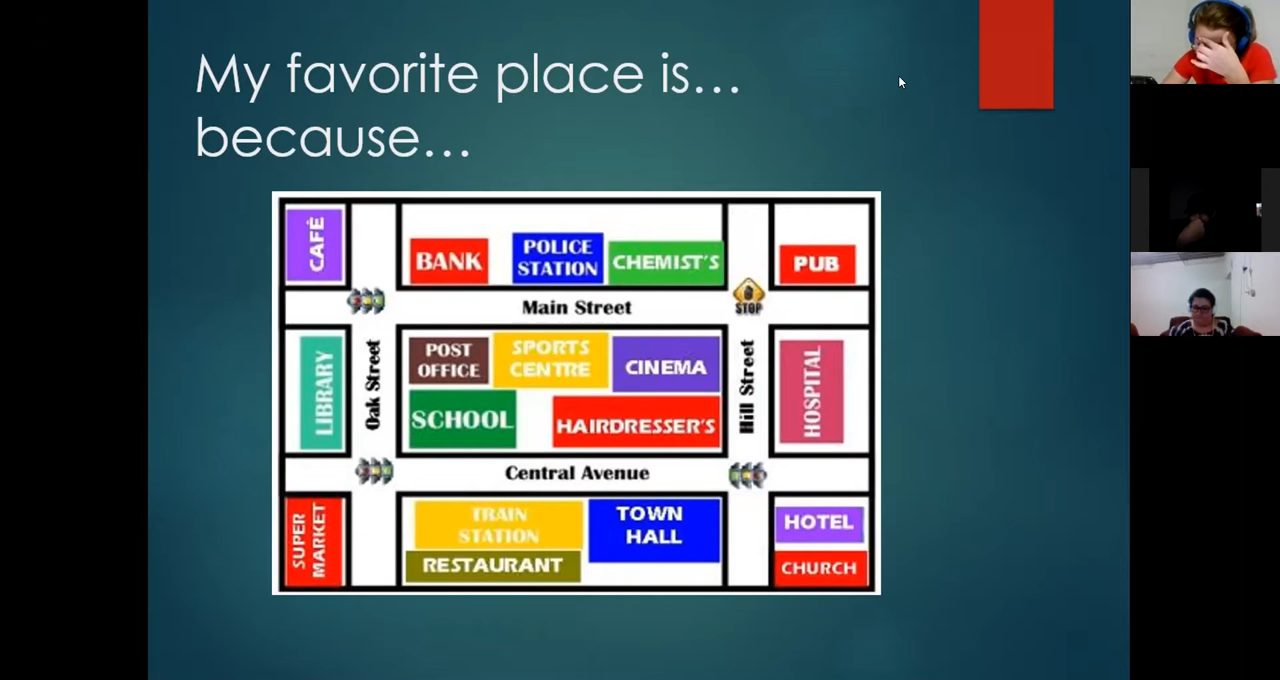 My favorite place is...
because...
CAFÉ
BANK
POLICE
STATION
CHEMIST'S
PUB
Main Street
STOP
LIBRARY
Oak Street
POST
OFFICE
SPORTS
CENTRE
CINEMA
Hill Street
HOSPITAL
SCHOOL
HAIRDRESSER'S
Central Avenue
SUPER
MARKET
TRAIN
STATION
TOWN
HALL
HOTEL
RESTAURANT
CHURCH